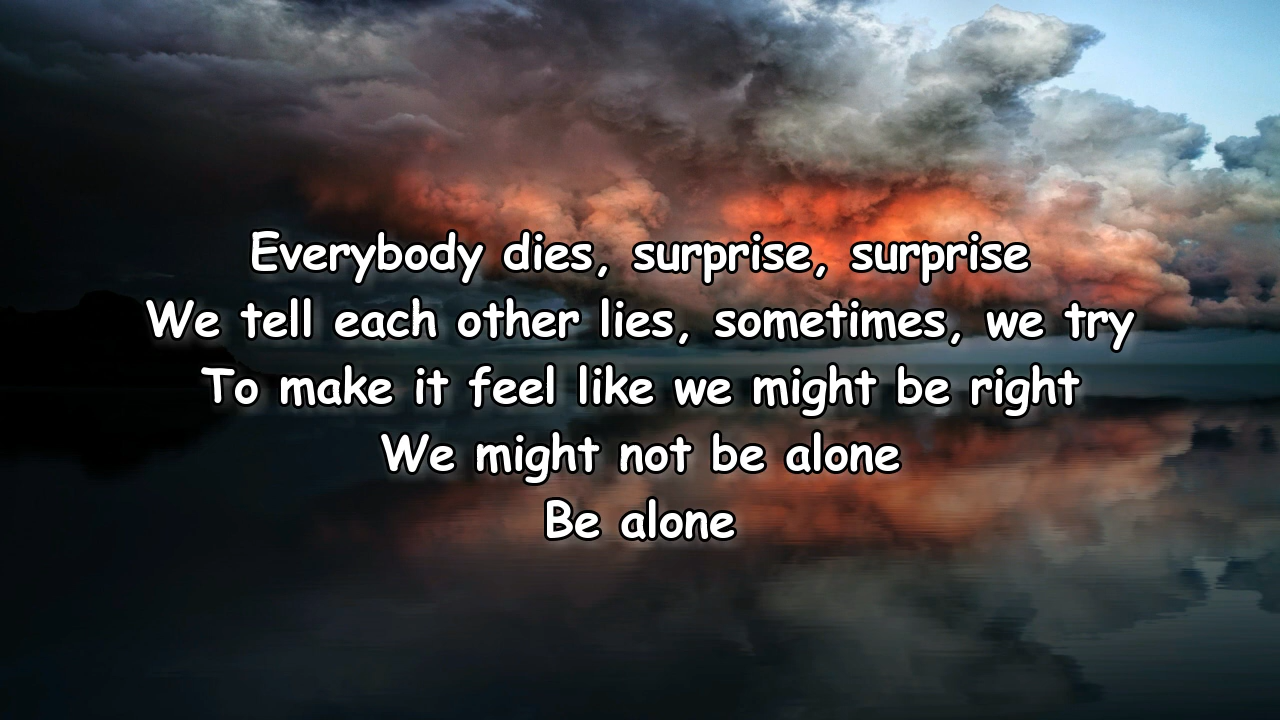 Everybody dies, surprise, surprise
We tell each other lies, sometimes, we try
To make it feel like we might be right
We might not be alone
Be alone